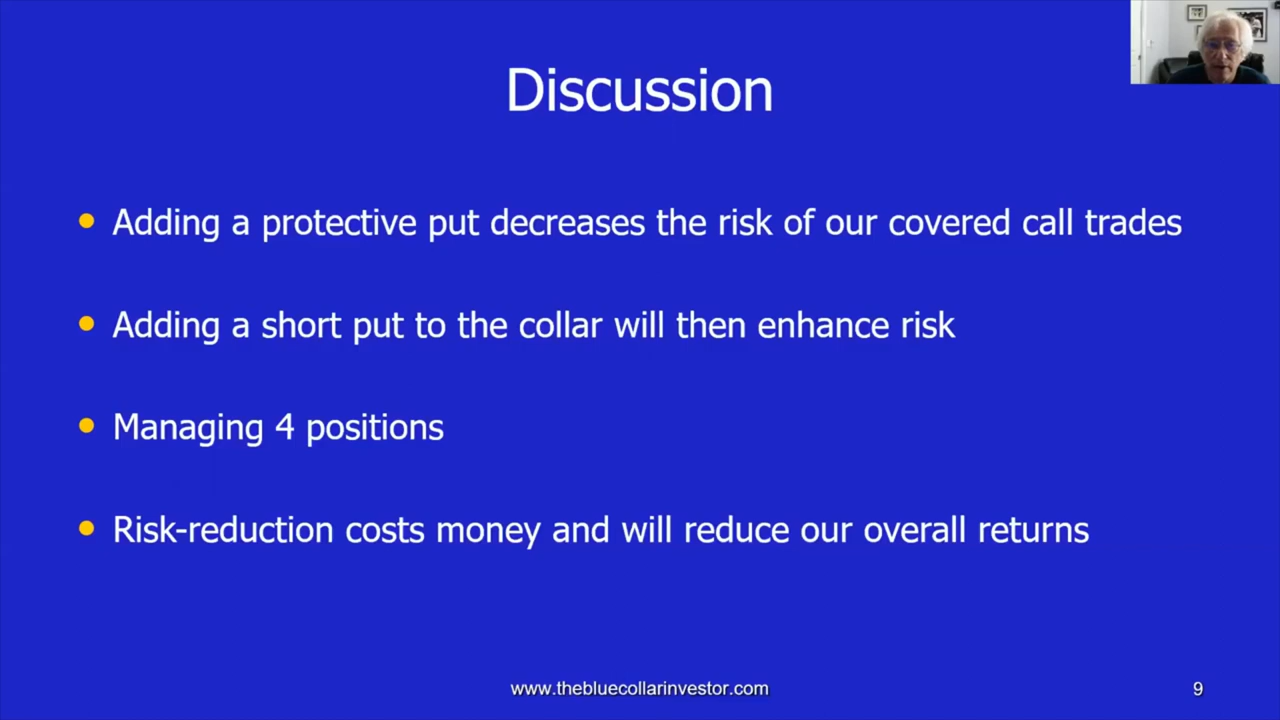 Discussion
Adding a protective put decreases the risk of our covered call trades
Adding a short put to the collar will then enhance risk
Managing 4 positions
Risk-reduction costs money and will reduce our overall returns
www.thebluecollarinvestor.com
9